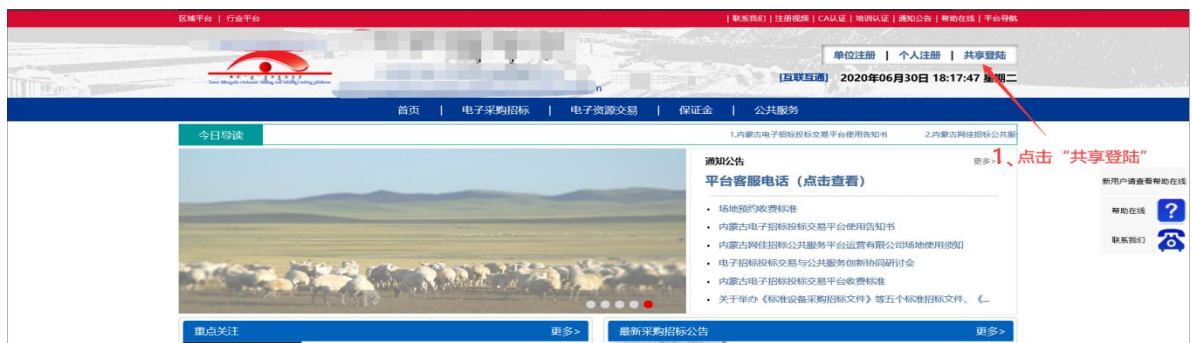 区域平台 | 行业平台
| 联系我们 | 注册视频 | CA认证 | 培训认证 | 通知公告 | 帮助在线 | 平台导航
单位注册 | 个人注册 | 共享登陆
[互联互通] 2020年06月30日 18:17:47 星期二
首页 | 电子采购招标 | 电子资源交易 | 保证金 | 公共服务
今日导读
1.内蒙古电子招标投标交易平台使用告知书 2.内蒙古网佳招标公共服
1、点击“共享登陆”
通知公告
更多>
平台客服电话（点击查看）
场地预约收费标准
内蒙古电子招标投标交易平台使用告知书
内蒙古网佳招标公共服务平台运营有限公司场地使用须知
电子招标投标交易与公共服务创新协同研讨会
内蒙古电子招标投标交易平台收费标准
关于举办《标准设备采购招标文件》等五个标准招标文件、《...
新用户请查看帮助在线
帮助在线
联系我们
重点关注 更多>
最新采购招标公告 更多>